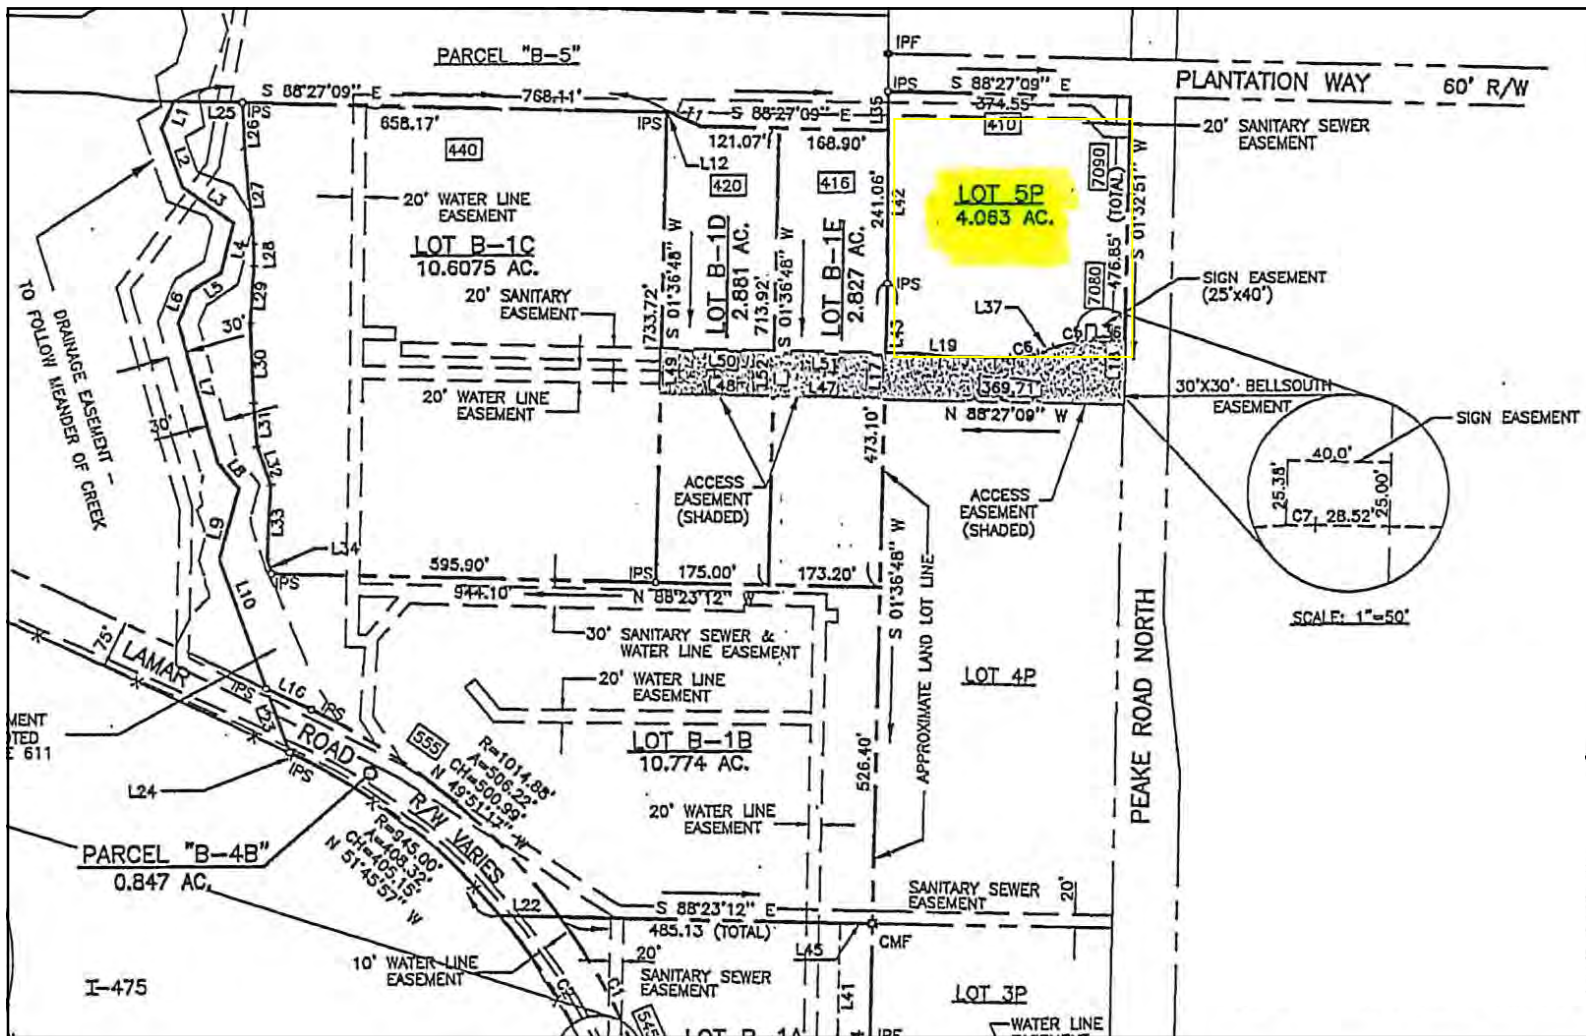 IPF
PARCEL "B-5"
S 88°27'09" E
768.11'
658.17'
L25
IPS
L26
L1
L2
L3
L4
L5
L6
L7
L8
L9
L10
L27
L28
L29
L30
L31
L32
L33
L34
IPS
IPS
S 88°27'09" E
L35
121.07'
168.90'
L12
IPS
S 88°27'09" E
374.55'
410
PLANTATION WAY 60' R/W
20' SANITARY SEWER
EASEMENT
440
20' WATER LINE
EASEMENT
LOT B-1C
10.6075 AC.
20' SANITARY
EASEMENT
733.72'
S 01°36'48" W
420
LOT B-1D
2.881 AC.
713.92'
S 01°36'48" W
416
LOT B-1E
2.827 AC.
241.06'
L42
IPS
LOT 5P
4.063 AC.
7090
7080
476.85' (TOTAL)
S 01°32'51" W
SIGN EASEMENT
(25'x40')
L37
C6
C5
L36
L19
L43
L18
L49
L50
L48
L52
L51
L47
L17
369.71'
N 88°27'09" W
30'X30' BELLSOUTH
EASEMENT
20' WATER LINE
EASEMENT
DRAINAGE EASEMENT -
TO FOLLOW MEANDER OF CREEK
30'
30'
ACCESS
EASEMENT
(SHADED)
ACCESS
EASEMENT
(SHADED)
473.10'
S 01°36'48" W
APPROXIMATE LAND LOT LINE
SIGN EASEMENT
40.0'
25.38'
25.00'
C7
28.52'
SCALE: 1"=50'
595.90'
IPS
175.00'
173.20'
944.10'
N 88°23'12" W
30' SANITARY SEWER &
WATER LINE EASEMENT
20' WATER LINE
EASEMENT
LOT B-1B
10.774 AC.
LOT 4P
PEAKE ROAD NORTH
526.40'
20' WATER LINE
EASEMENT
75'
LAMAR
ROAD
R/W VARIES
IPS
L16
IPS
L23
IPS
L24
555
R=1014.88'
A=506.22'
CH=500.99'
N 49°51'17" W
R=945.00'
A=408.32'
CH=405.15'
N 51°45'57" W
MENT
OTED
E 611
PARCEL "B-4B"
0.847 AC.
L22
S 88°23'12" E
485.13 (TOTAL)
SANITARY SEWER
EASEMENT
20'
L45
CMF
10' WATER LINE
EASEMENT
20'
SANITARY SEWER
EASEMENT
C1
C2
545
L41
I-475
LOT 3P
WATER LINE
LOT B-1A
IPF
EASEMENT